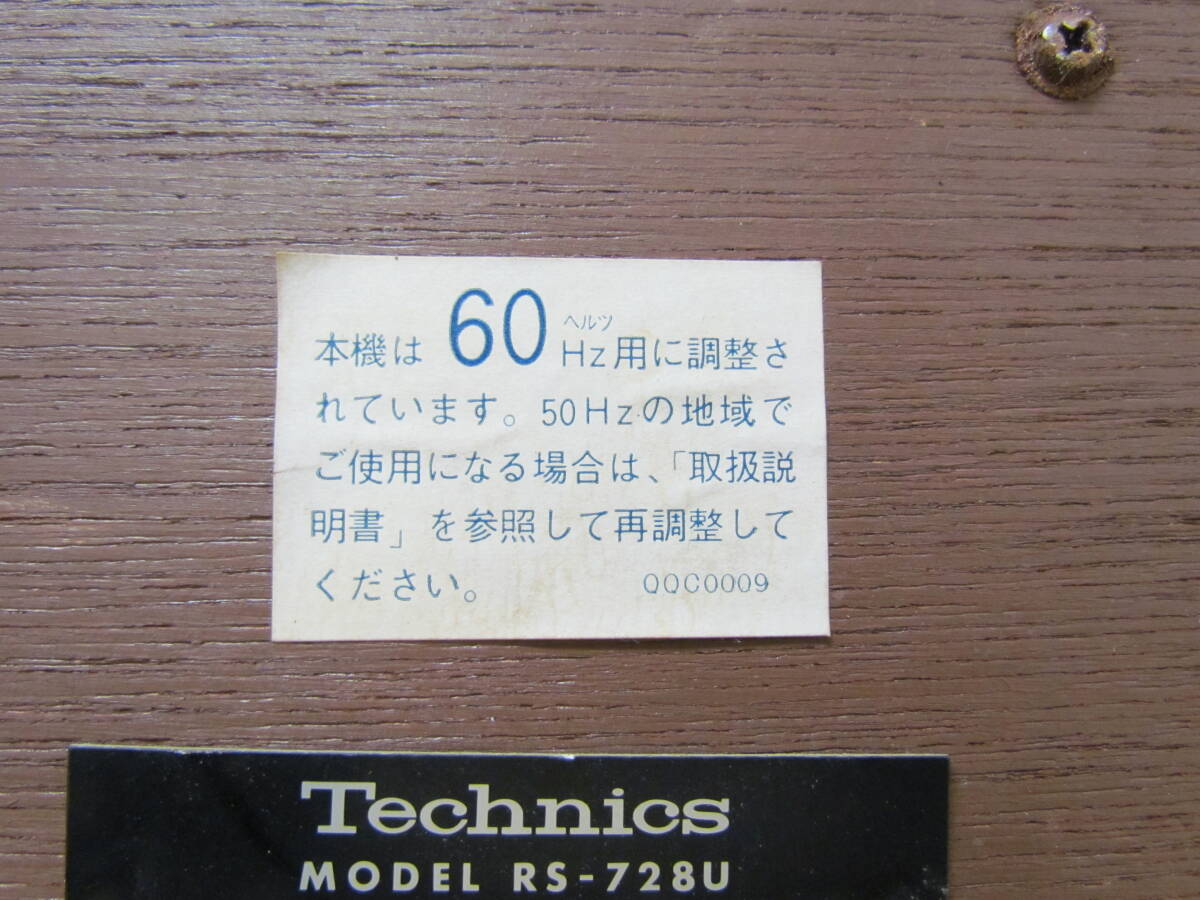 本機は 60 Hz用に調整さ
ヘルツ
れています。50Hzの地域で
ご使用になる場合は、「取扱説
明書」を参照して再調整して
ください。 QQC0009
Technics
MODEL RS-728U